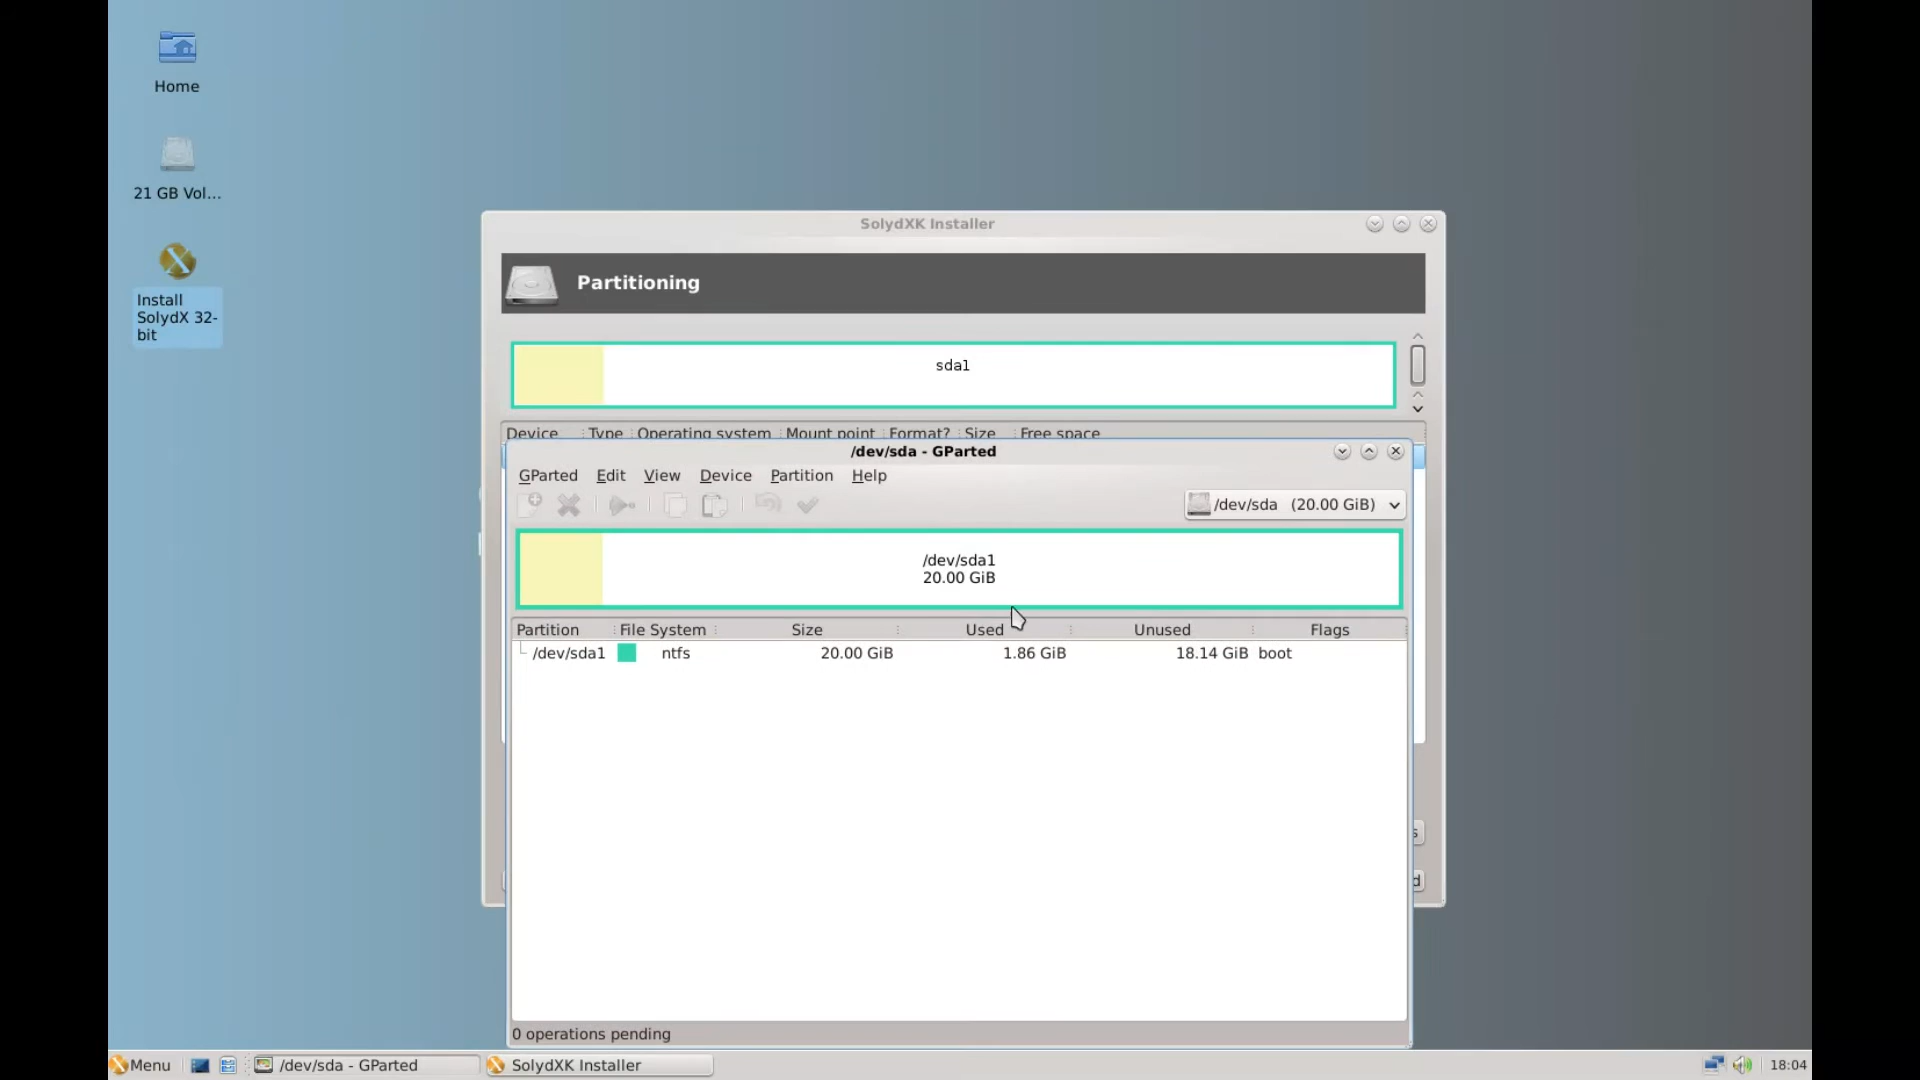 Home
21 GB Vol...
Install
SolydX 32-
bit
SolydXK Installer
Partitioning
sda1
Device Type Operating system Mount point Format? Size Free space
/dev/sda - GParted
GParted Edit View Device Partition Help
/dev/sda (20.00 GiB)
/dev/sda1
20.00 GiB
Partition File System Size Used Unused Flags
/dev/sda1 ntfs 20.00 GiB 1.86 GiB 18.14 GiB boot
s
d
0 operations pending
Menu /dev/sda - GParted SolydXK Installer 18:04